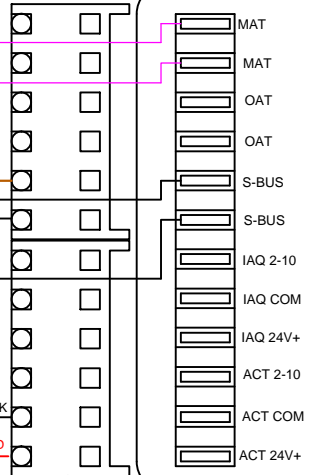 MAT
MAT
OAT
OAT
S-BUS
S-BUS
IAQ 2-10
IAQ COM
IAQ 24V+
ACT 2-10
K
ACT COM
ACT 24V+